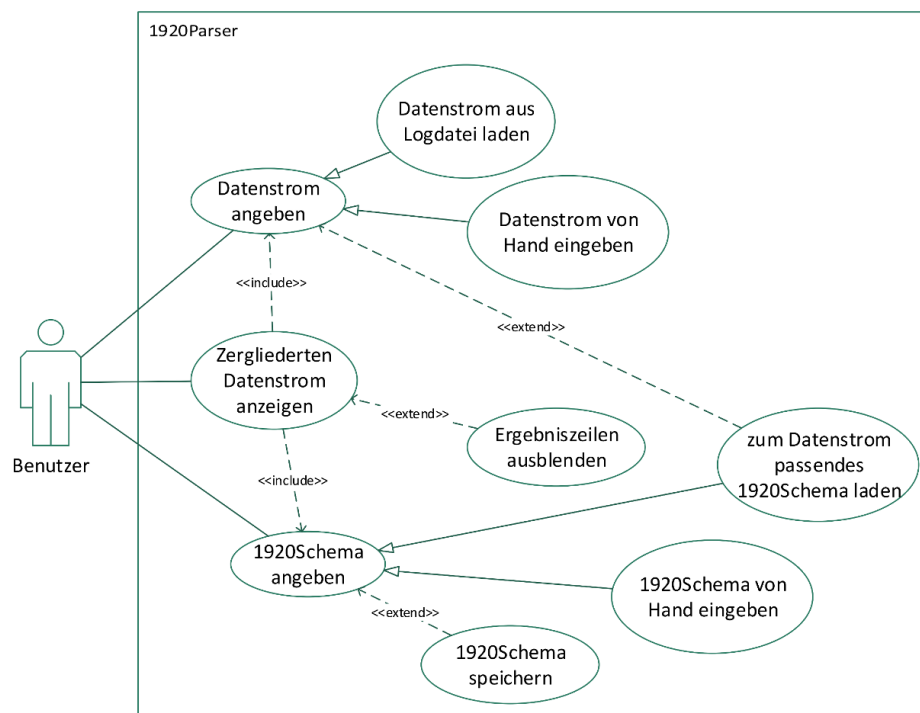 1920Parser
Datenstrom aus
Logdatei laden
Datenstrom
angeben
Datenstrom von
Hand eingeben
<<include>>
<<extend>>
Zergliederten
Datenstrom
anzeigen
<<extend>>
Ergebniszeilen
ausblenden
zum Datenstrom
passendes
1920Schema laden
Benutzer
<<include>>
1920Schema
angeben
1920Schema von
Hand eingeben
<<extend>>
1920Schema
speichern